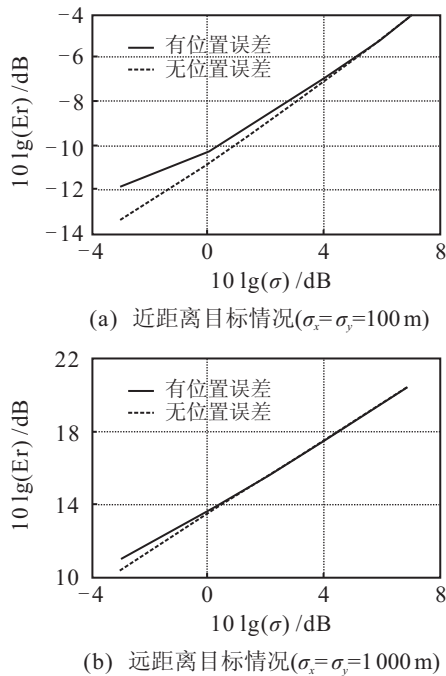 −4
−6
−8
−10
−12
−14
10 lg(Er) /dB
有位置误差
无位置误差
−4
0
4
8
10 lg(σ) /dB
(a) 近距离目标情况(σx=σy=100 m)
22
18
14
10
10 lg(Er) /dB
有位置误差
无位置误差
−4
0
4
8
10 lg(σ) /dB
(b) 远距离目标情况(σx=σy=1 000 m)